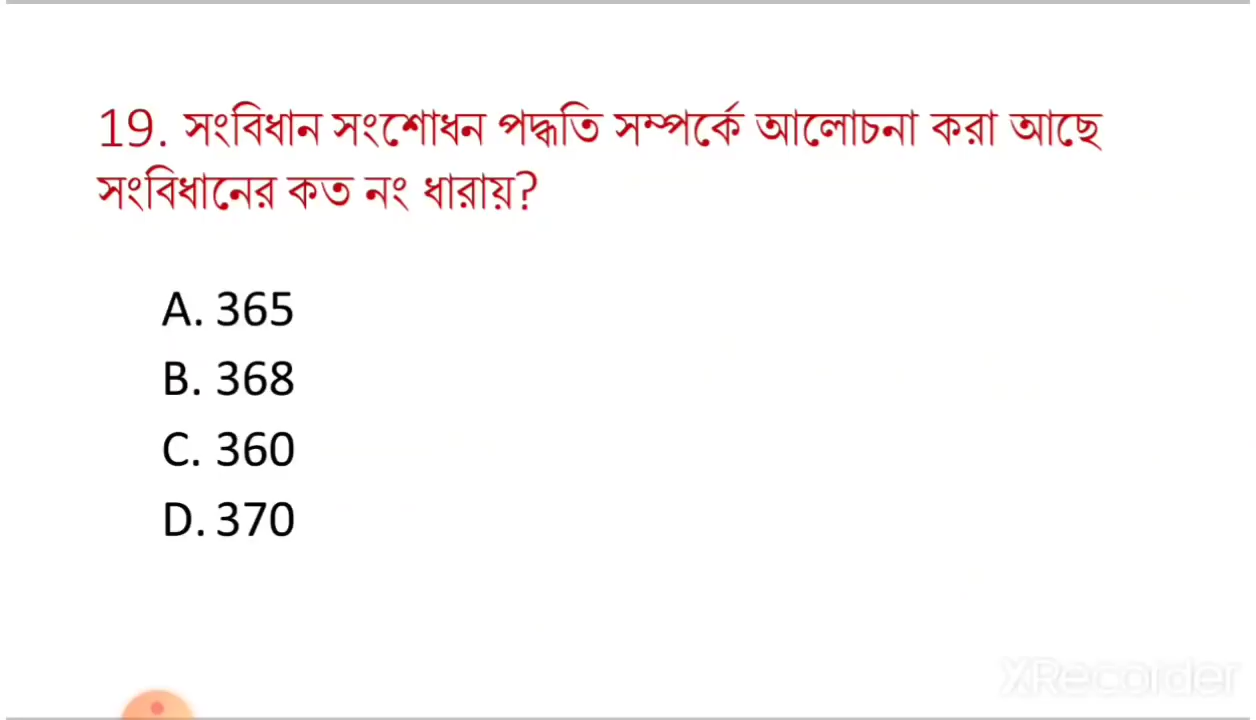 19. সংবিধান সংশোধন পদ্ধতি সম্পর্কে আলোচনা করা আছে
সংবিধানের কত নং ধারায়?
A. 365
B. 368
C. 360
D. 370
XRecorder